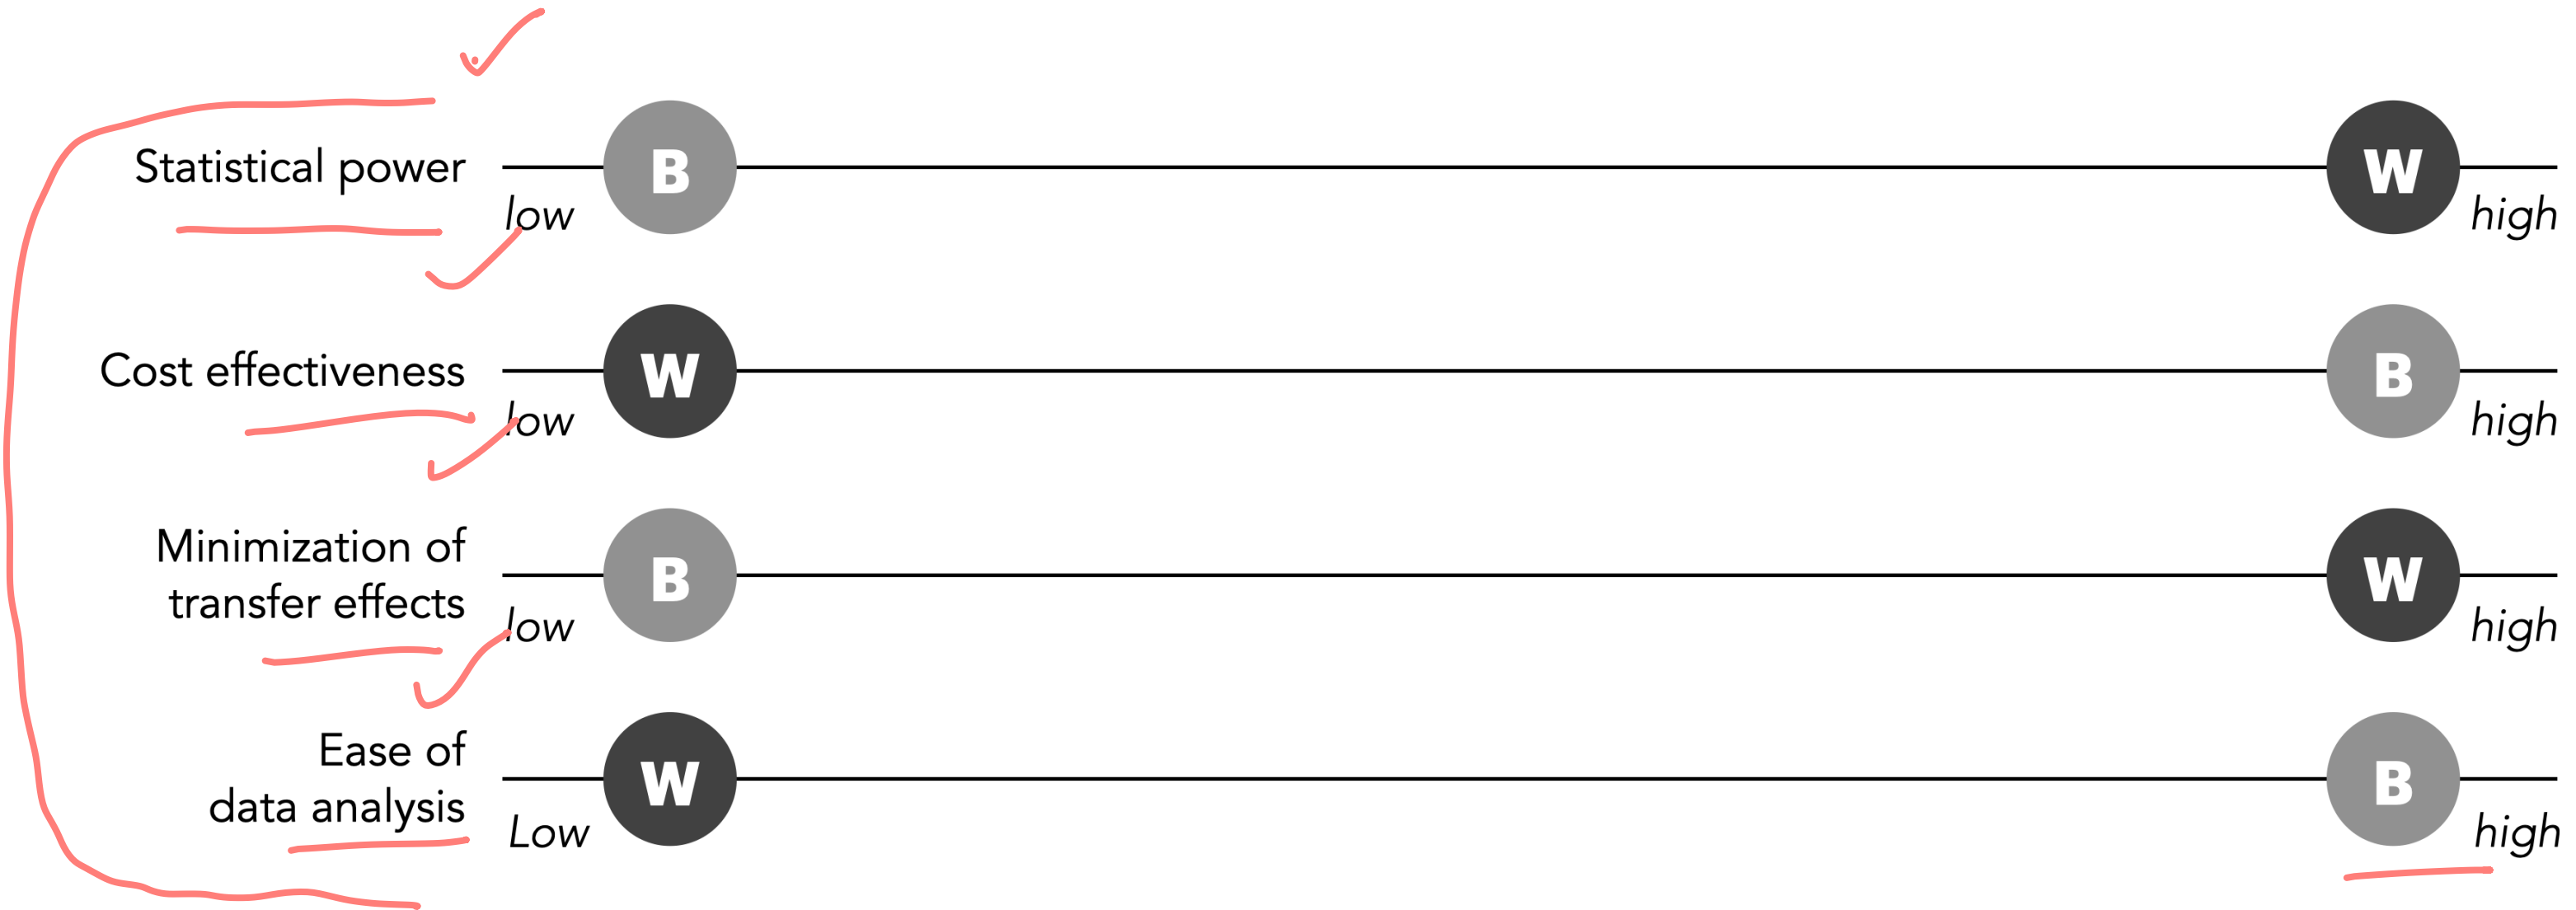 Statistical power
B
W
low
high
Cost effectiveness
W
B
low
high
Minimization of
transfer effects
B
W
low
high
Ease of
data analysis
W
B
Low
high